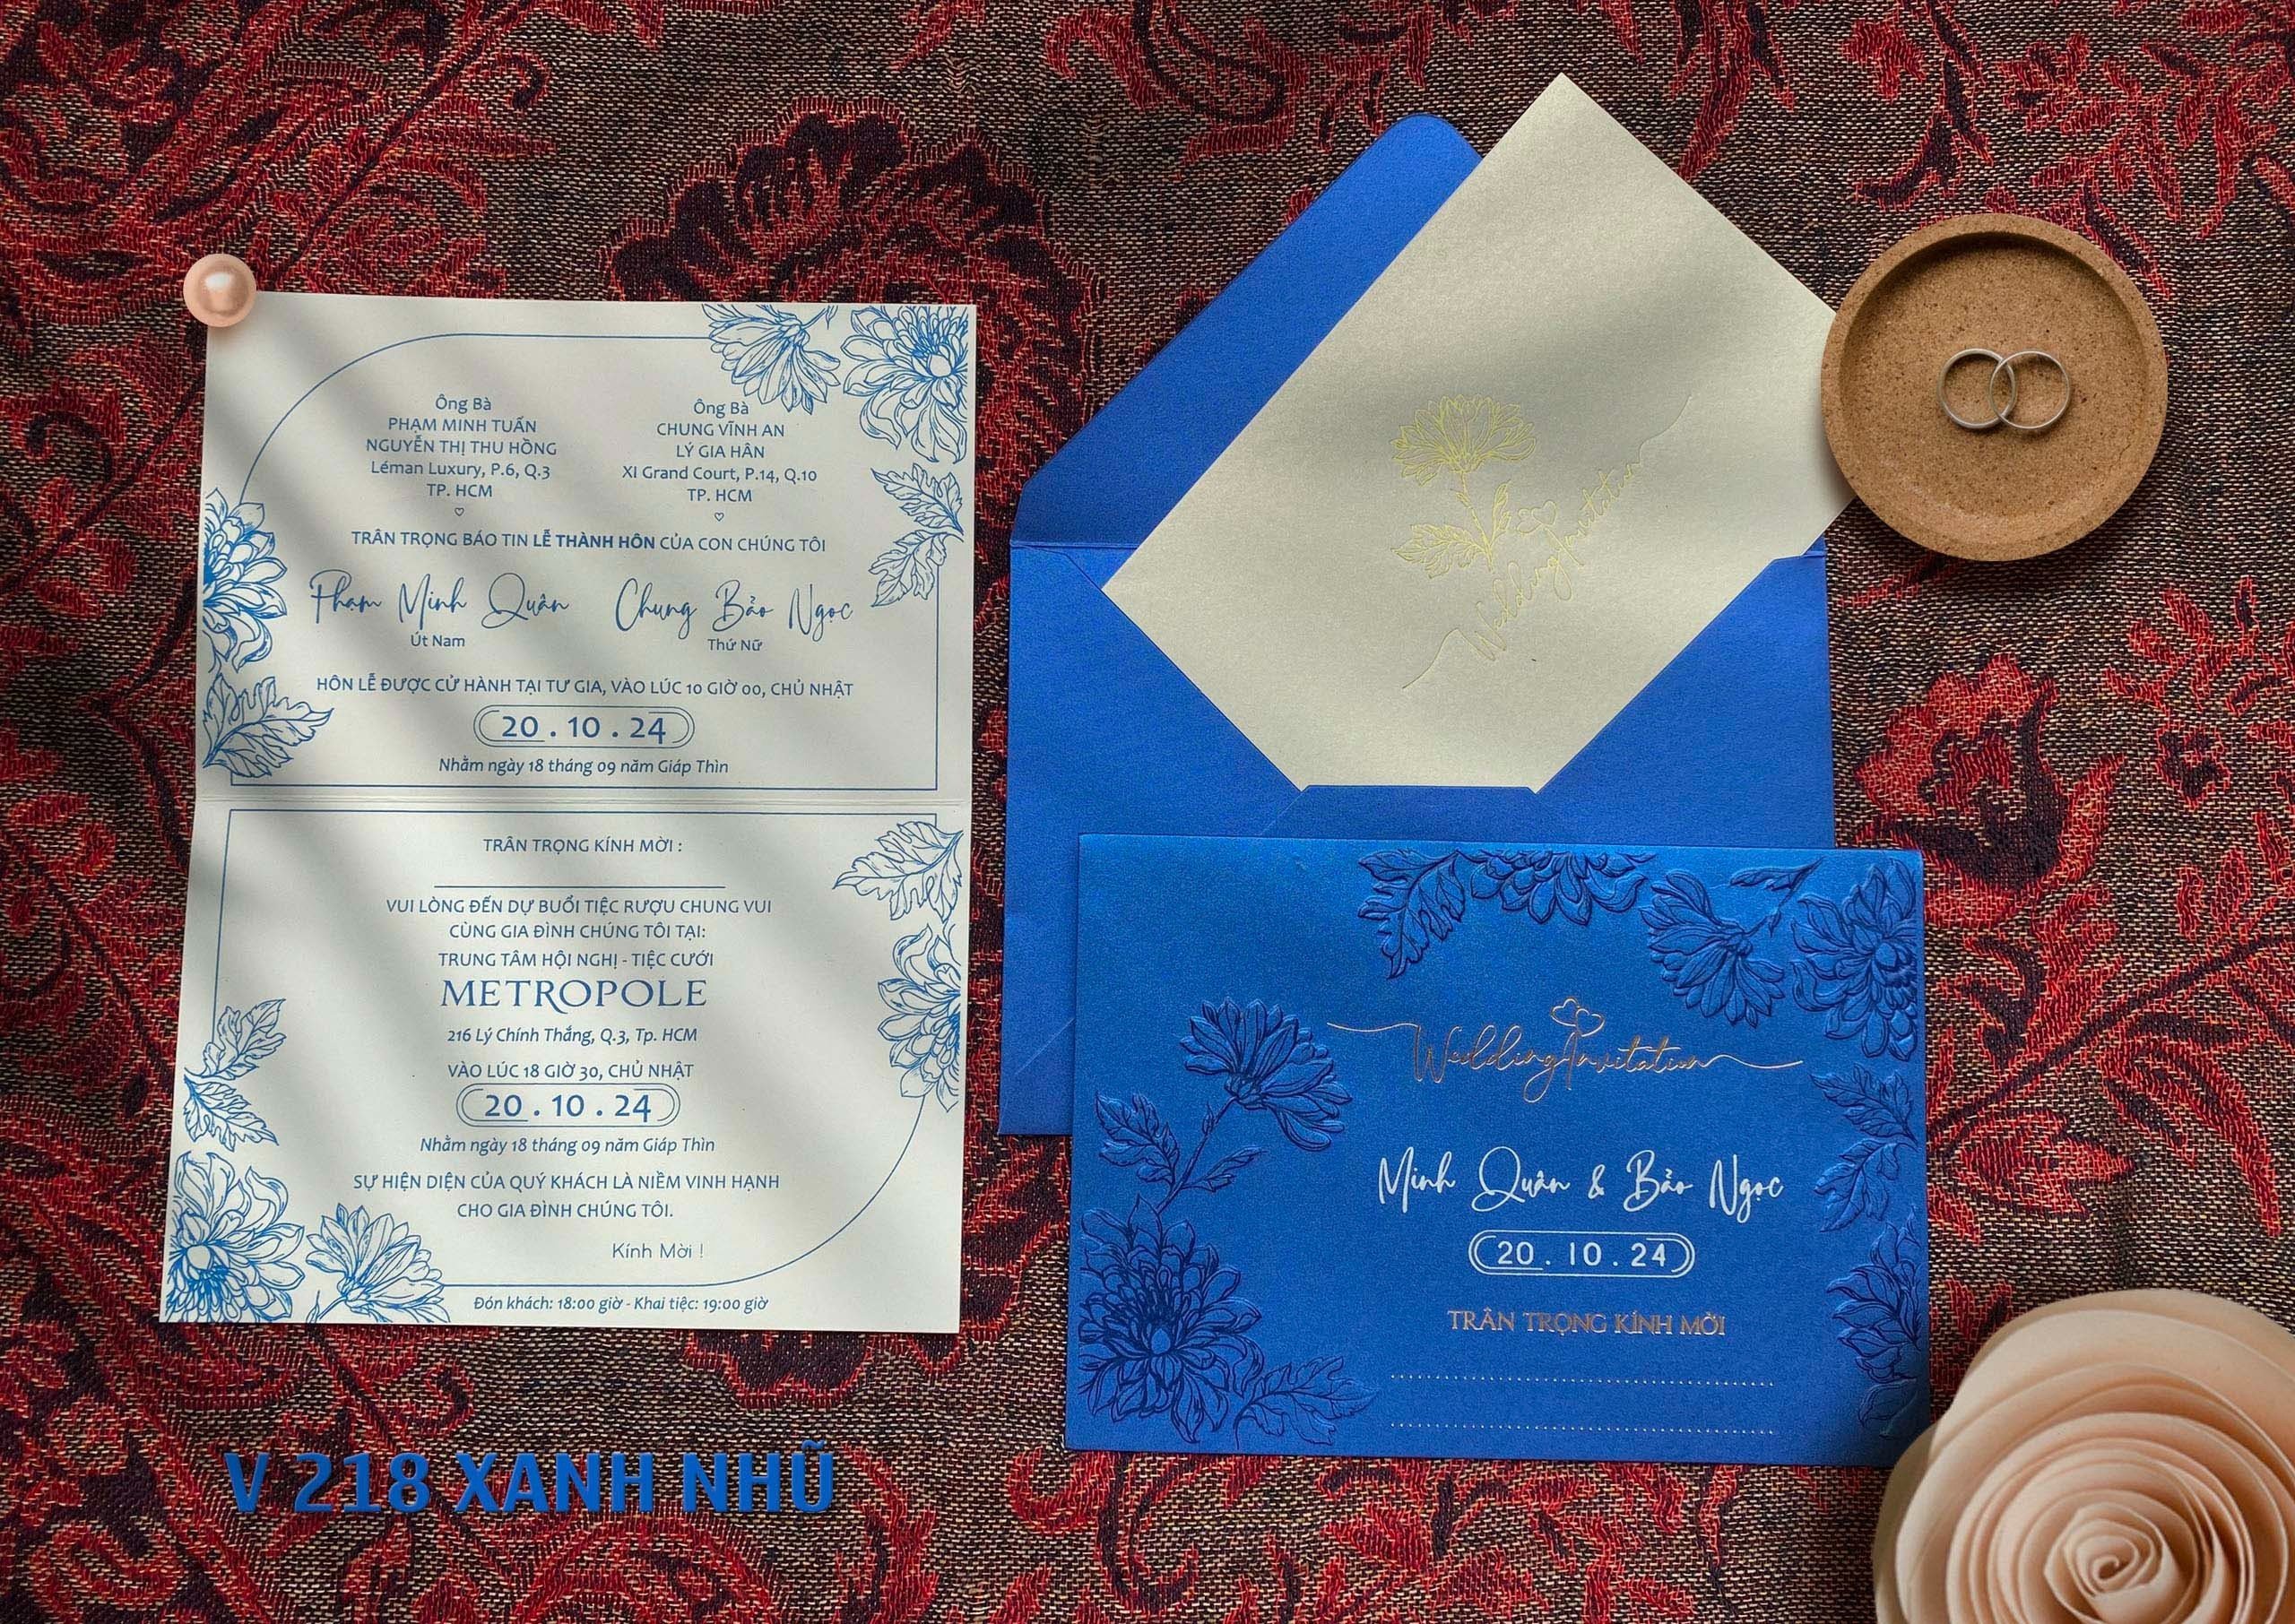 Ông Bà
PHẠM MINH TUẤN
NGUYỄN THỊ THU HỒNG
Léman Luxury, P.6, Q.3
TP. HCM
Ông Bà
CHUNG VĨNH AN
LÝ GIA HÂN
XI Grand Court, P.14, Q.10
TP. HCM
TRÂN TRỌNG BÁO TIN LỄ THÀNH HÔN CỦA CON CHÚNG TÔI
Phạm Minh Quân
Út Nam
Chung Bảo Ngọc
Thứ Nữ
HÔN LỄ ĐƯỢC CỬ HÀNH TẠI TƯ GIA, VÀO LÚC 10 GIỜ 00, CHỦ NHẬT
20 . 10 . 24
Nhằm ngày 18 tháng 09 năm Giáp Thìn
TRÂN TRỌNG KÍNH MỜI :
VUI LÒNG ĐẾN DỰ BUỔI TIỆC RƯỢU CHUNG VUI
CÙNG GIA ĐÌNH CHÚNG TÔI TẠI:
TRUNG TÂM HỘI NGHỊ - TIỆC CƯỚI
METROPOLE
216 Lý Chính Thắng, Q.3, Tp. HCM
VÀO LÚC 18 GIỜ 30, CHỦ NHẬT
20 . 10 . 24
Nhằm ngày 18 tháng 09 năm Giáp Thìn
SỰ HIỆN DIỆN CỦA QUÝ KHÁCH LÀ NIỀM VINH HẠNH
CHO GIA ĐÌNH CHÚNG TÔI.
Kính Mời !
Đón khách: 18:00 giờ - Khai tiệc: 19:00 giờ
Wedding Invitation
Wedding Invitation
Minh Quân & Bảo Ngọc
20 . 10 . 24
TRÂN TRỌNG KÍNH MỜI
V 218 XANH NHŨ